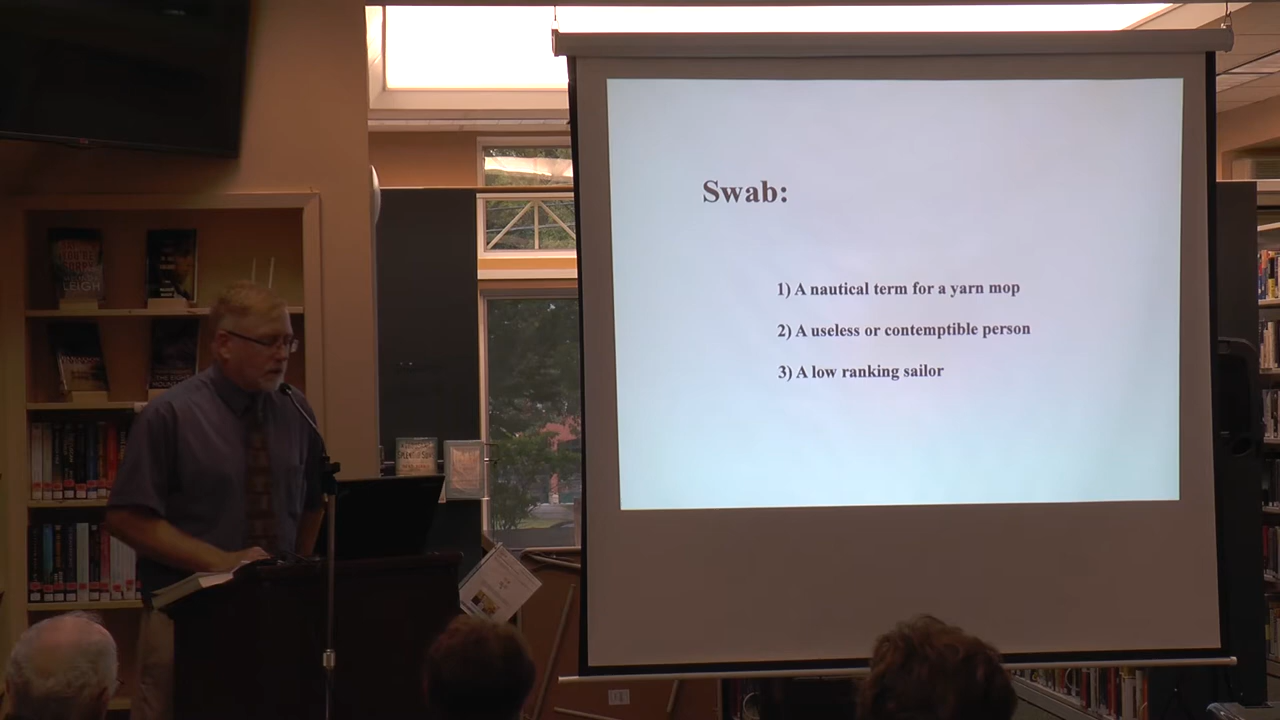 Swab:
1) A nautical term for a yarn mop
2) A useless or contemptible person
3) A low ranking sailor